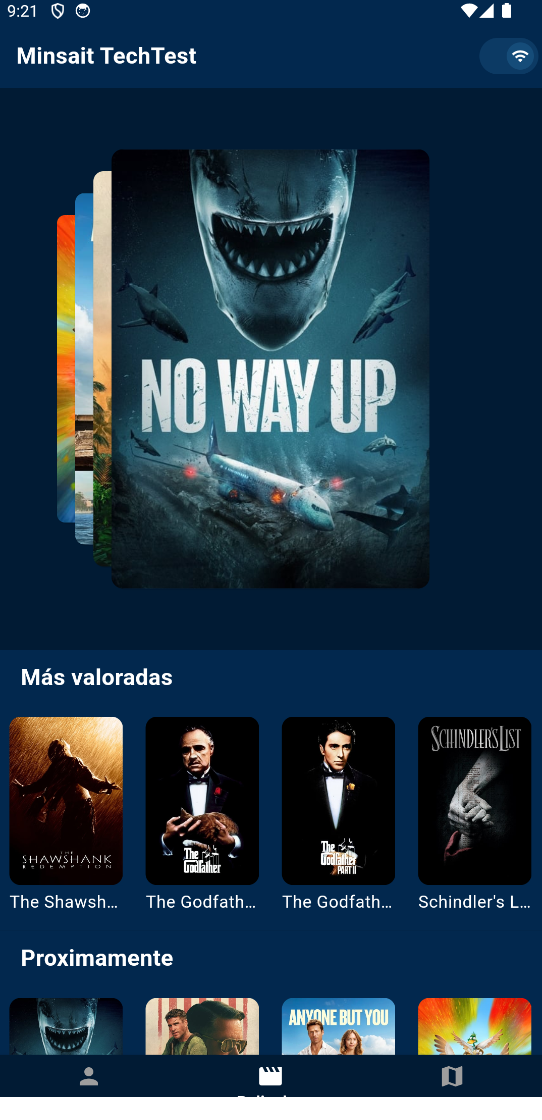 9:21
Minsait TechTest
NO WAY UP
Más valoradas
THE
SHAWSHANK
REDEMPTION
The
Godfather
The
Godfather
PART II
SCHINDLER'S LIST
The Shawsh...
The Godfath...
The Godfath...
Schindler's L...
Proximamente
ANYONE BUT YOU